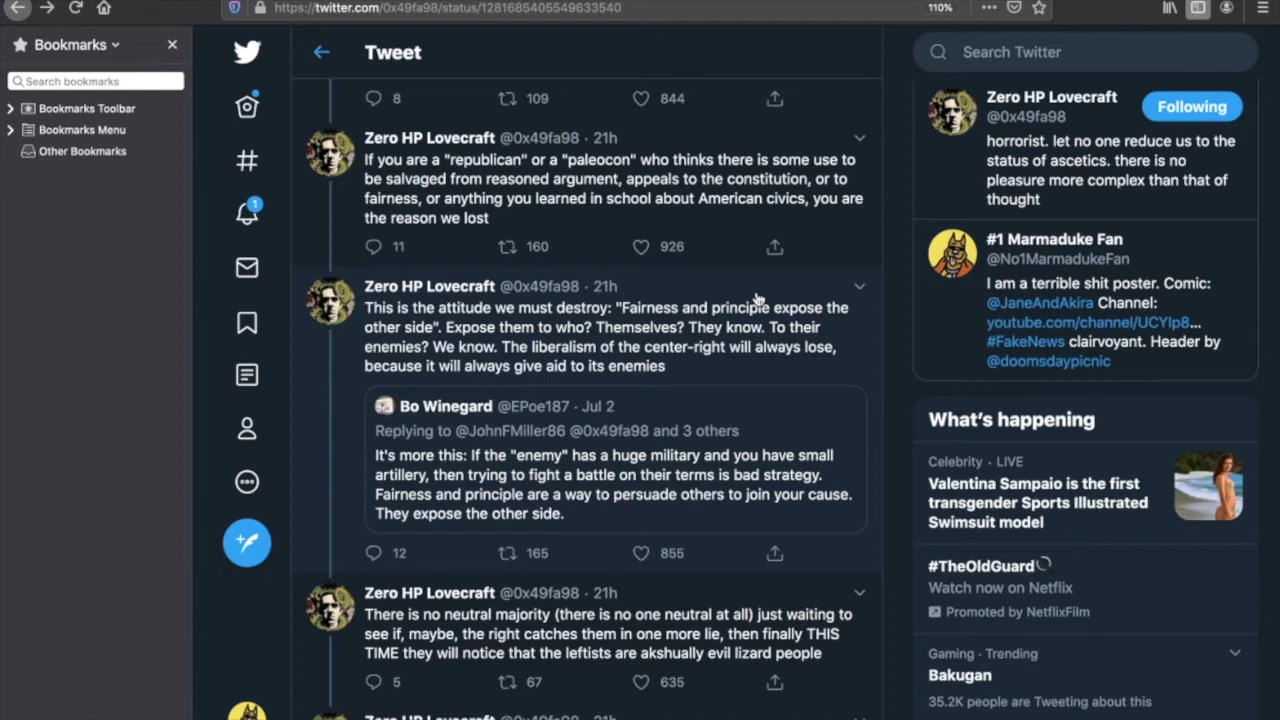 https://twitter.com/0x49fa98/status/1281685405549633540
110%
Bookmarks
Search bookmarks
Bookmarks Toolbar
Bookmarks Menu
Other Bookmarks
1
Tweet
8 109 844
Zero HP Lovecraft @0x49fa98 · 21h
If you are a "republican" or a "paleocon" who thinks there is some use to
be salvaged from reasoned argument, appeals to the constitution, or to
fairness, or anything you learned in school about American civics, you are
the reason we lost
11 160 926
Zero HP Lovecraft @0x49fa98 · 21h
This is the attitude we must destroy: "Fairness and principle expose the
other side". Expose them to who? Themselves? They know. To their
enemies? We know. The liberalism of the center-right will always lose,
because it will always give aid to its enemies
Bo Winegard @EPoe187 · Jul 2
Replying to @JohnFMiller86 @0x49fa98 and 3 others
It's more this: If the "enemy" has a huge military and you have small
artillery, then trying to fight a battle on their terms is bad strategy.
Fairness and principle are a way to persuade others to join your cause.
They expose the other side.
12 165 855
Zero HP Lovecraft @0x49fa98 · 21h
There is no neutral majority (there is no one neutral at all) just waiting to
see if, maybe, the right catches them in one more lie, then finally THIS
TIME they will notice that the leftists are akshually evil lizard people
5 67 635
Zero HP Lovecraft @0x49fa98 · 21h
Search Twitter
Zero HP Lovecraft
@0x49fa98
Following
horrorist. let no one reduce us to the
status of ascetics. there is no
pleasure more complex than that of
thought
#1 Marmaduke Fan
@No1MarmadukeFan
I am a terrible shit poster. Comic:
@JaneAndAkira Channel:
youtube.com/channel/UCYIp8…
#FakeNews clairvoyant. Header by
@doomsdaypicnic
What's happening
Celebrity · LIVE
Valentina Sampaio is the first
transgender Sports Illustrated
Swimsuit model
#TheOldGuard
Watch now on Netflix
Promoted by NetflixFilm
Gaming · Trending
Bakugan
35.2K people are Tweeting about this